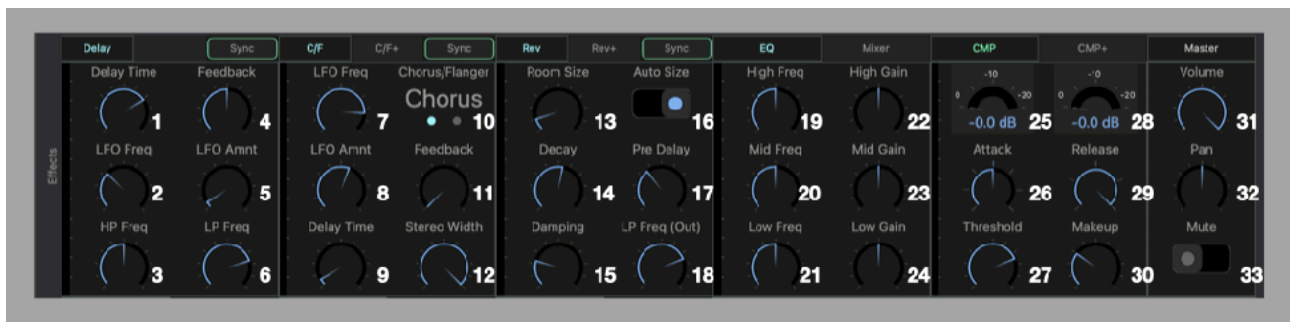 Delay Sync C/F C/F+ Sync Rev Rev+ Sync EQ Mixer CMP CMP+ Master
Delay Time Feedback LFO Freq Chorus/Flanger Room Size Auto Size High Freq High Gain -10 -10 Volume
Chorus 0 -20 0 -20
1 4 7 10 13 16 19 22 -0.0 dB 25 -0.0 dB 28 31
Effects
LFO Freq LFO Amnt LFO Amnt Feedback Decay Pre Delay Mid Freq Mid Gain Attack Release Pan
2 5 8 11 14 17 20 23 26 29 32
HP Freq LP Freq Delay Time Stereo Width Damping LP Freq (Out) Low Freq Low Gain Threshold Makeup Mute
3 6 9 12 15 18 21 24 27 30 33